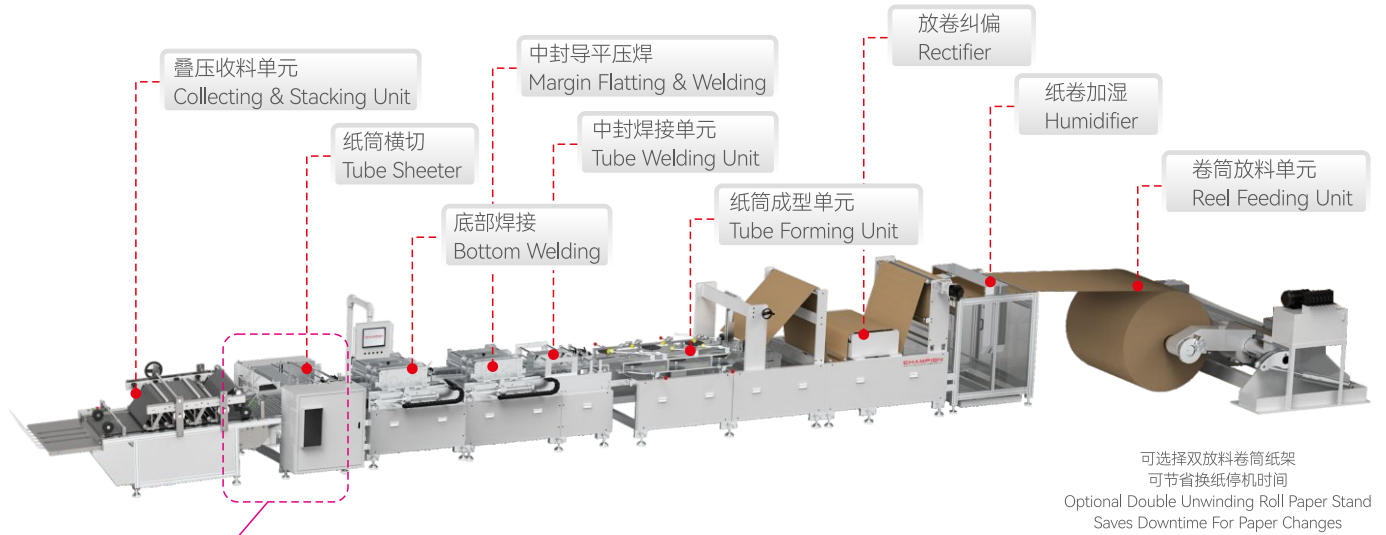 放卷纠偏
Rectifier
中封导平压焊
Margin Flatting & Welding
叠压收料单元
Collecting & Stacking Unit
纸卷加湿
Humidifier
中封焊接单元
Tube Welding Unit
纸筒横切
Tube Sheeter
卷筒放料单元
Reel Feeding Unit
纸筒成型单元
Tube Forming Unit
底部焊接
Bottom Welding
CHAMPION
可选择双放料卷筒纸架
可节省换纸停机时间
Optional Double Unwinding Roll Paper Stand
Saves Downtime For Paper Changes